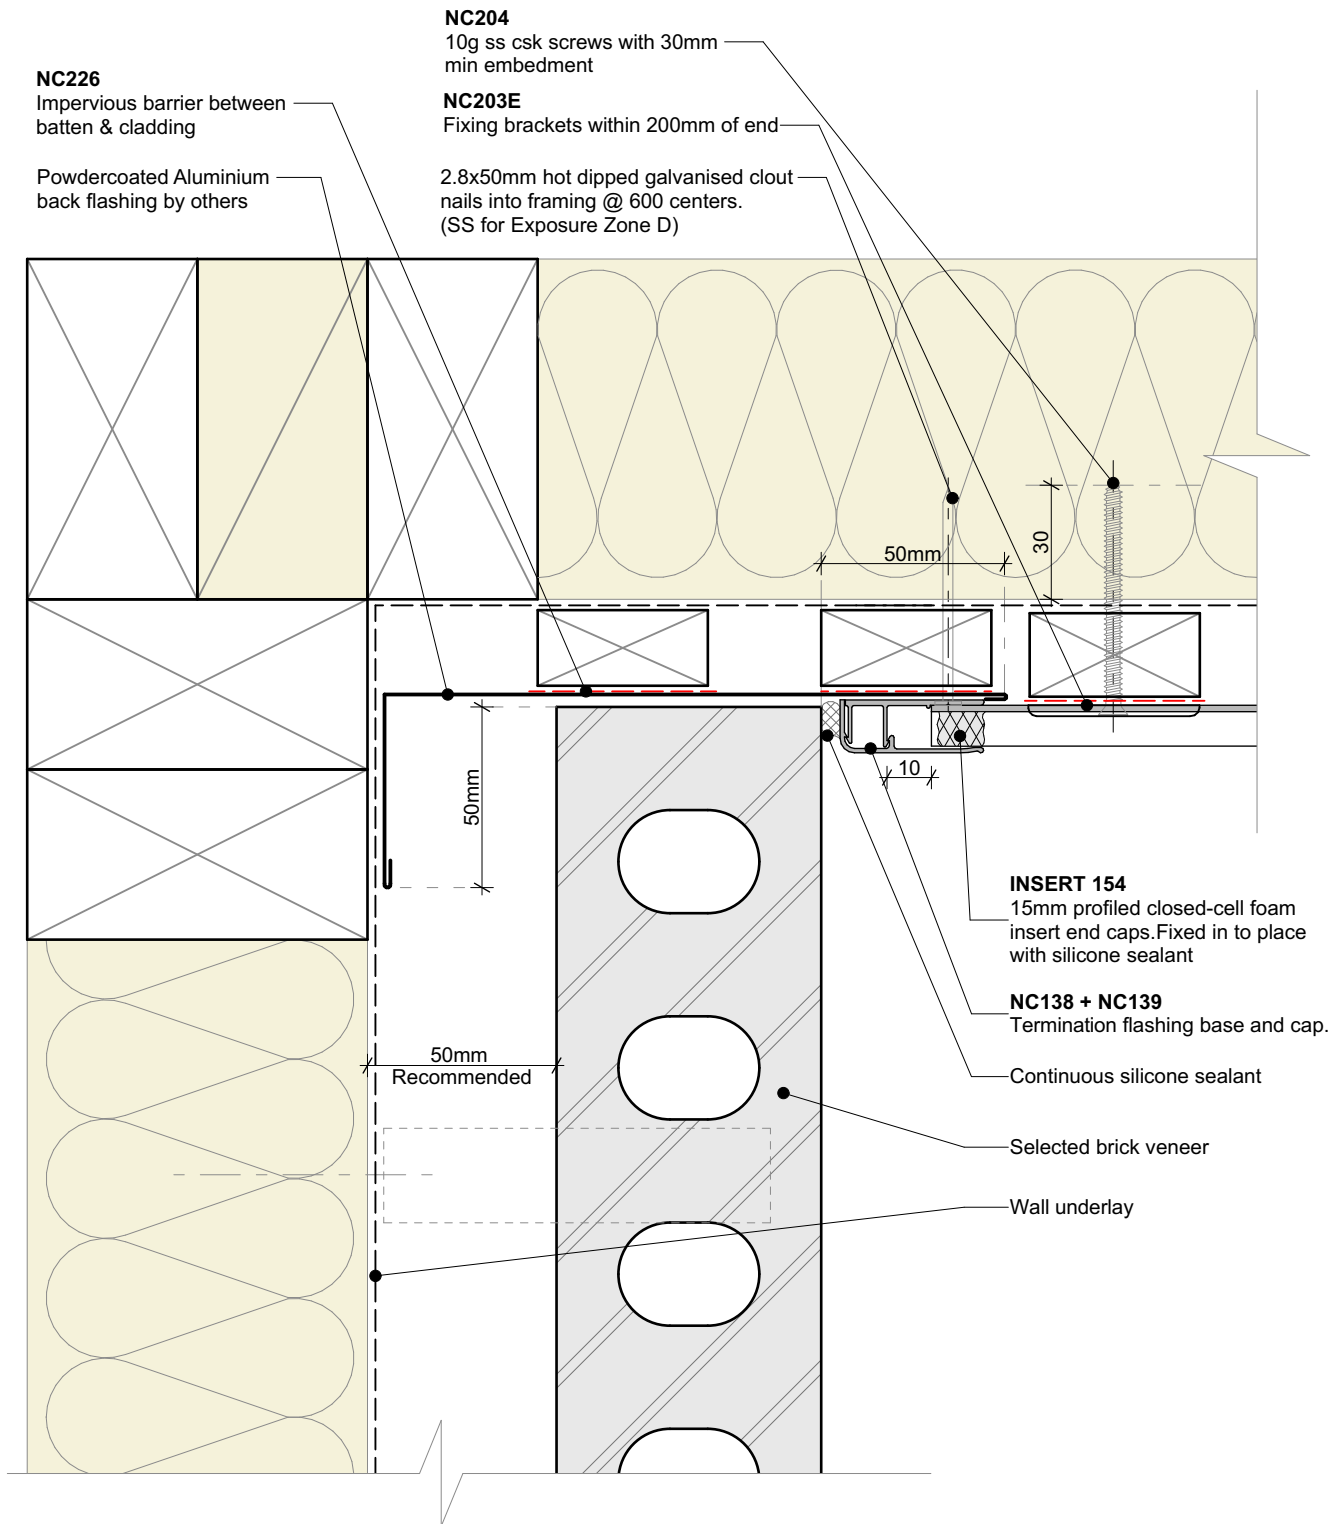 NC204
10g ss csk screws with 30mm
min embedment
NC226
Impervious barrier between
batten & cladding
NC203E
Fixing brackets within 200mm of end
Powdercoated Aluminium
back flashing by others
2.8x50mm hot dipped galvanised clout
nails into framing @ 600 centers.
(SS for Exposure Zone D)
50mm
30
50mm
10
INSERT 154
15mm profiled closed-cell foam
insert end caps.Fixed in to place
with silicone sealant
NC138 + NC139
Termination flashing base and cap.
50mm
Recommended
Continuous silicone sealant
Selected brick veneer
Wall underlay